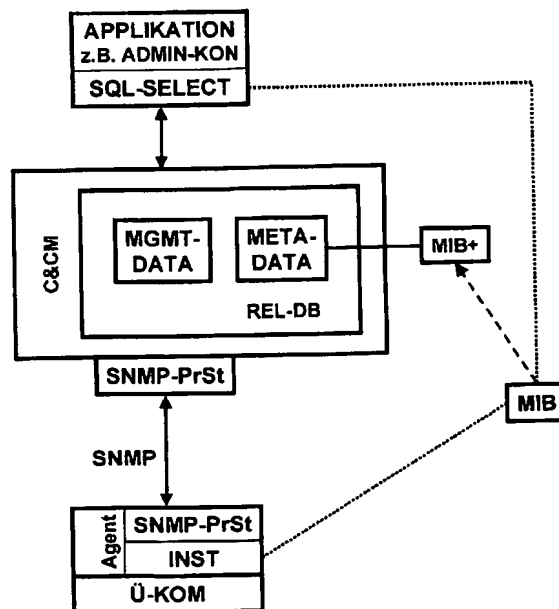 APPLIKATION
z.B. ADMIN-KON
SQL-SELECT
C&CM
MGMT-
DATA
META-
DATA
REL-DB
MIB+
SNMP-PrSt
MIB
SNMP
Agent
SNMP-PrSt
INST
Ü-KOM